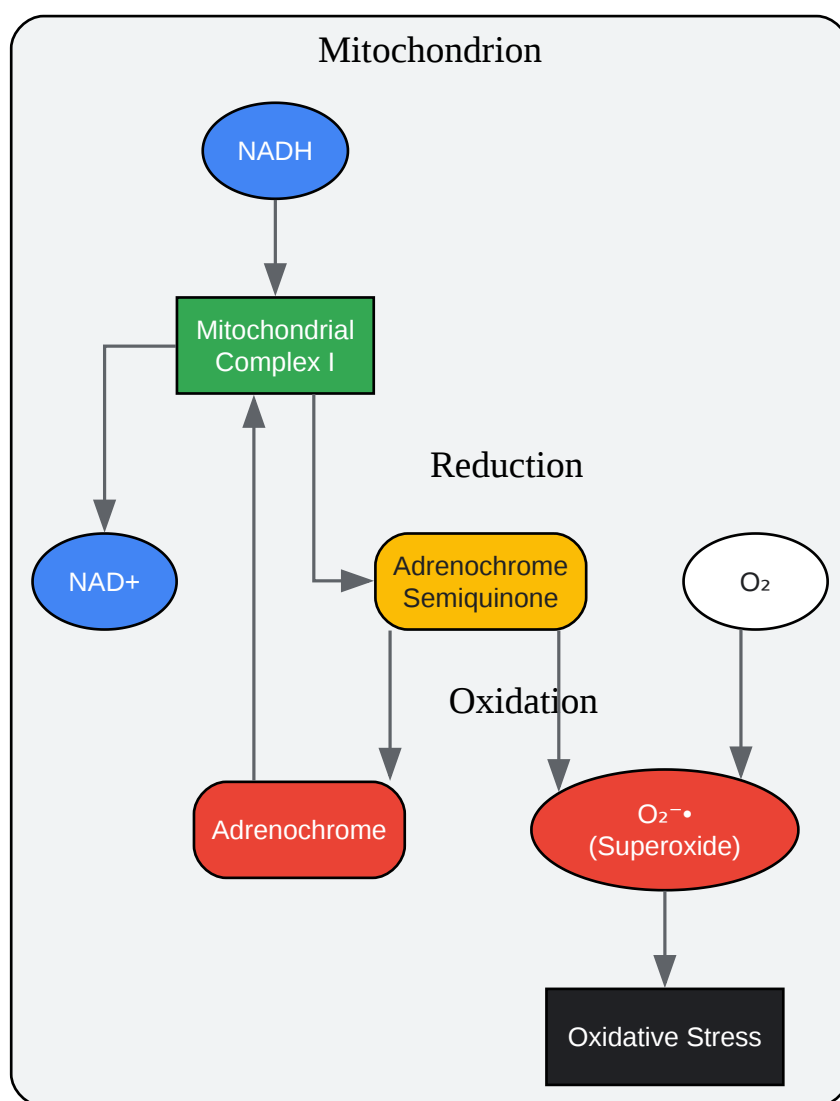 Mitochondrion
NADH
Mitochondrial
Complex I
Reduction
NAD+
Adrenochrome
Semiquinone
O₂
Oxidation
Adrenochrome
O₂⁻•
(Superoxide)
Oxidative Stress